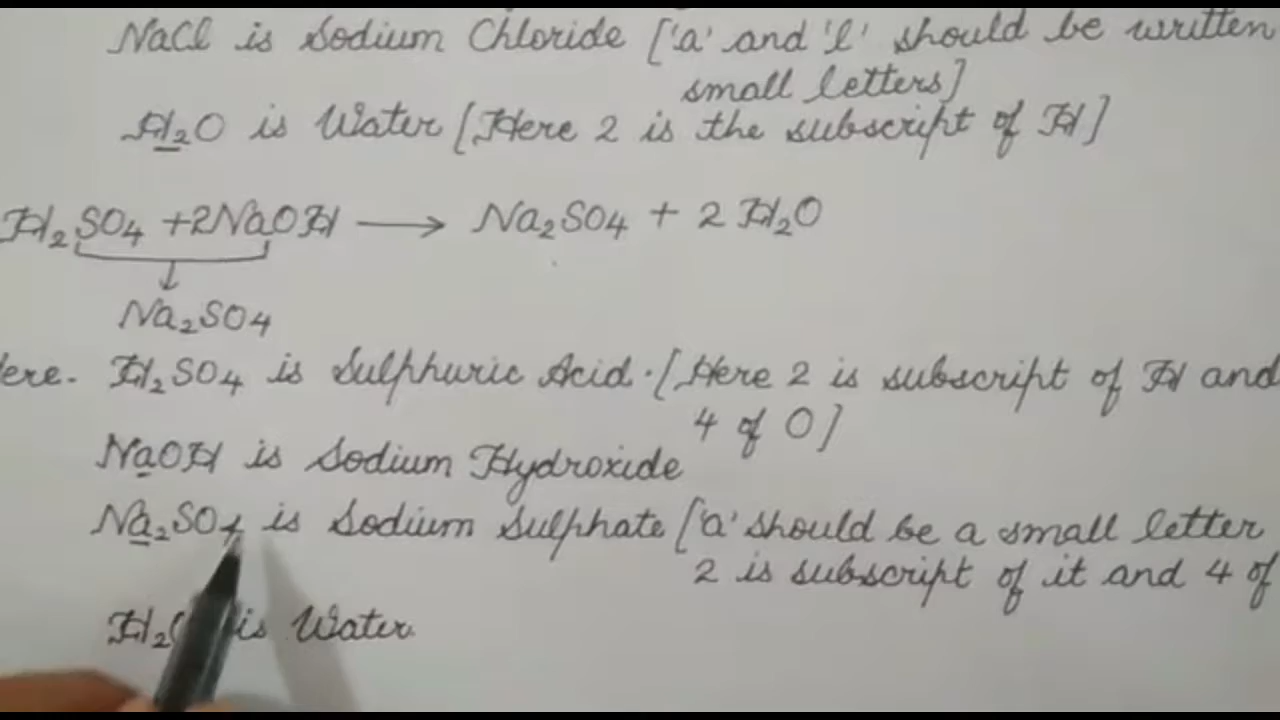 NaCl is Sodium Chloride ['a' and 'l' should be written
small letters]
H₂O is Water [Here 2 is the subscript of H]
H₂SO₄ + 2NaOH → Na₂SO₄ + 2H₂O
Na₂SO₄
H₂SO₄ is Sulphuric Acid. [Here 2 is subscript of H and
4 of O]
NaOH is Sodium Hydroxide
Na₂SO₄ is Sodium Sulphate ['a' should be a small letter
2 is subscript of it and 4 of
is Water